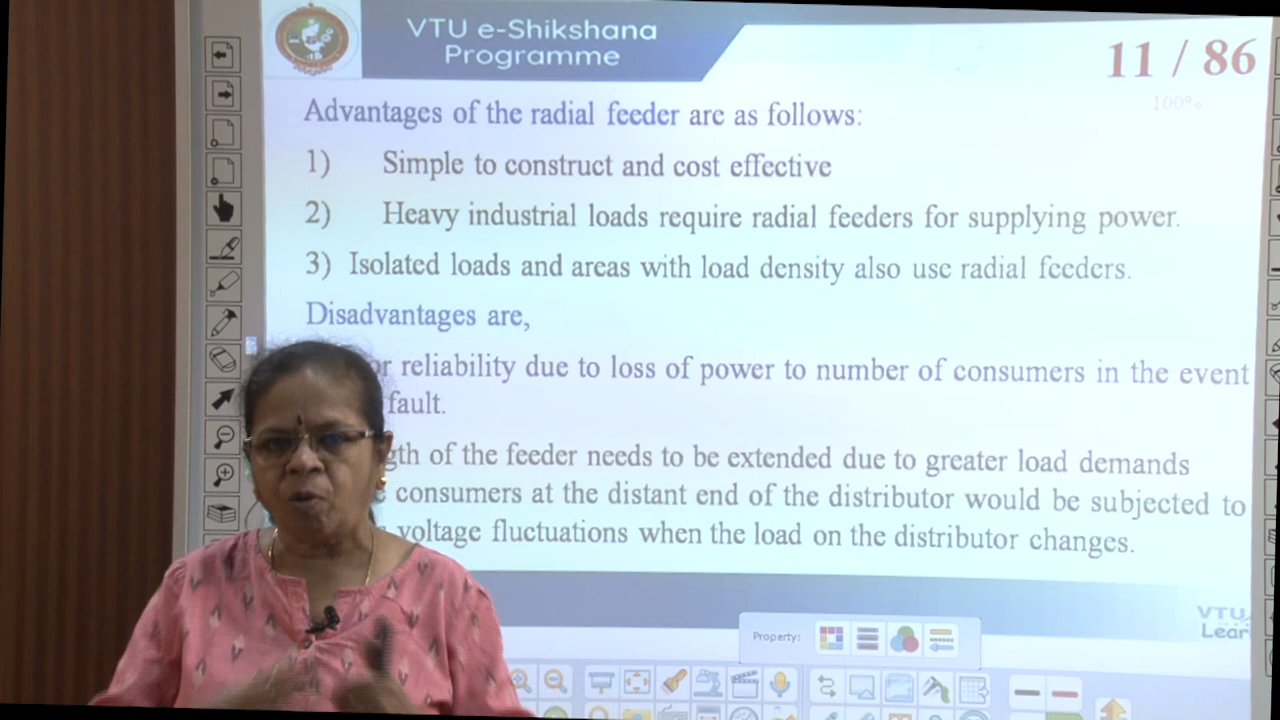 VTU e-Shikshana
Programme
11 / 86
100%
Advantages of the radial feeder are as follows:
1) Simple to construct and cost effective
2) Heavy industrial loads require radial feeders for supplying power.
3) Isolated loads and areas with load density also use radial feeders.
Disadvantages are,
reliability due to loss of power to number of consumers in the event
fault.
of the feeder needs to be extended due to greater load demands
consumers at the distant end of the distributor would be subjected to
voltage fluctuations when the load on the distributor changes.
VTU
Lear
Property: